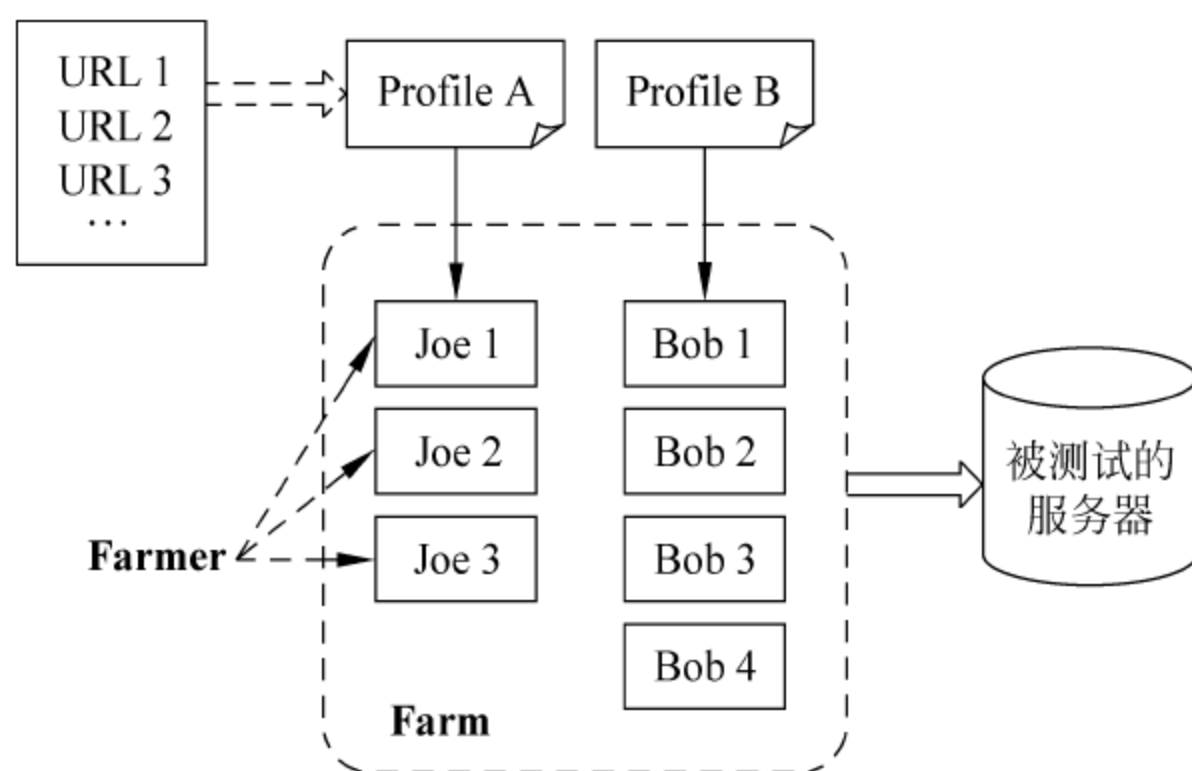 URL 1
URL 2
URL 3
…
Profile A
Profile B
Joe 1
Joe 2
Joe 3
Bob 1
Bob 2
Bob 3
Bob 4
Farmer
Farm
被测试的
服务器